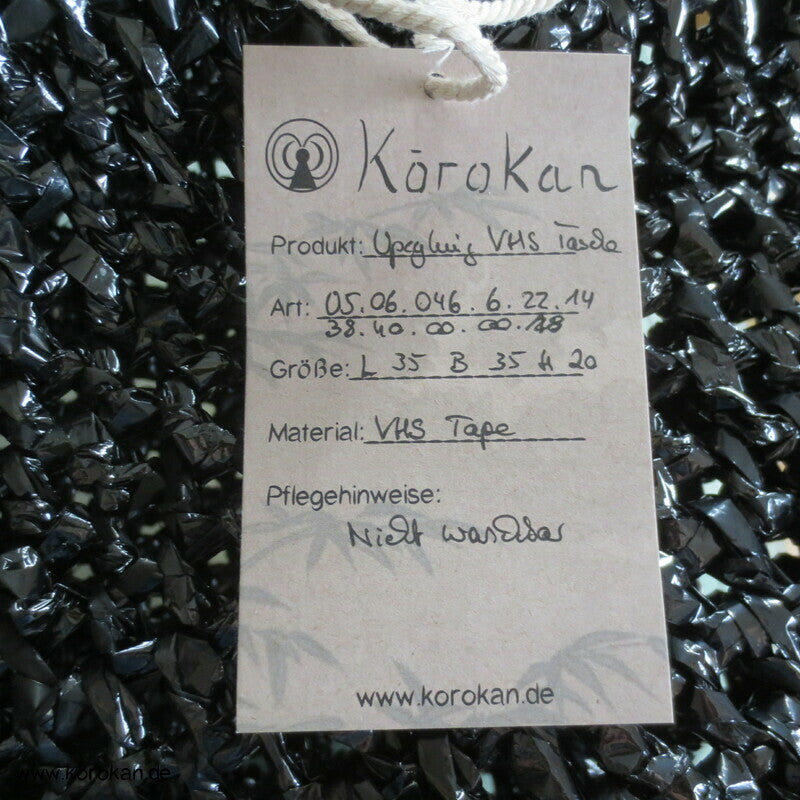 Kōrokan
Produkt: Upcycling VHS Tasche
Art: 05.06.046.6.22.14
38.40.00.00.18
Größe: L 35 B 35 H 20
Material: VHS Tape
Pflegehinweise:
Nicht waschbar
www.korokan.de
www.korokan.de